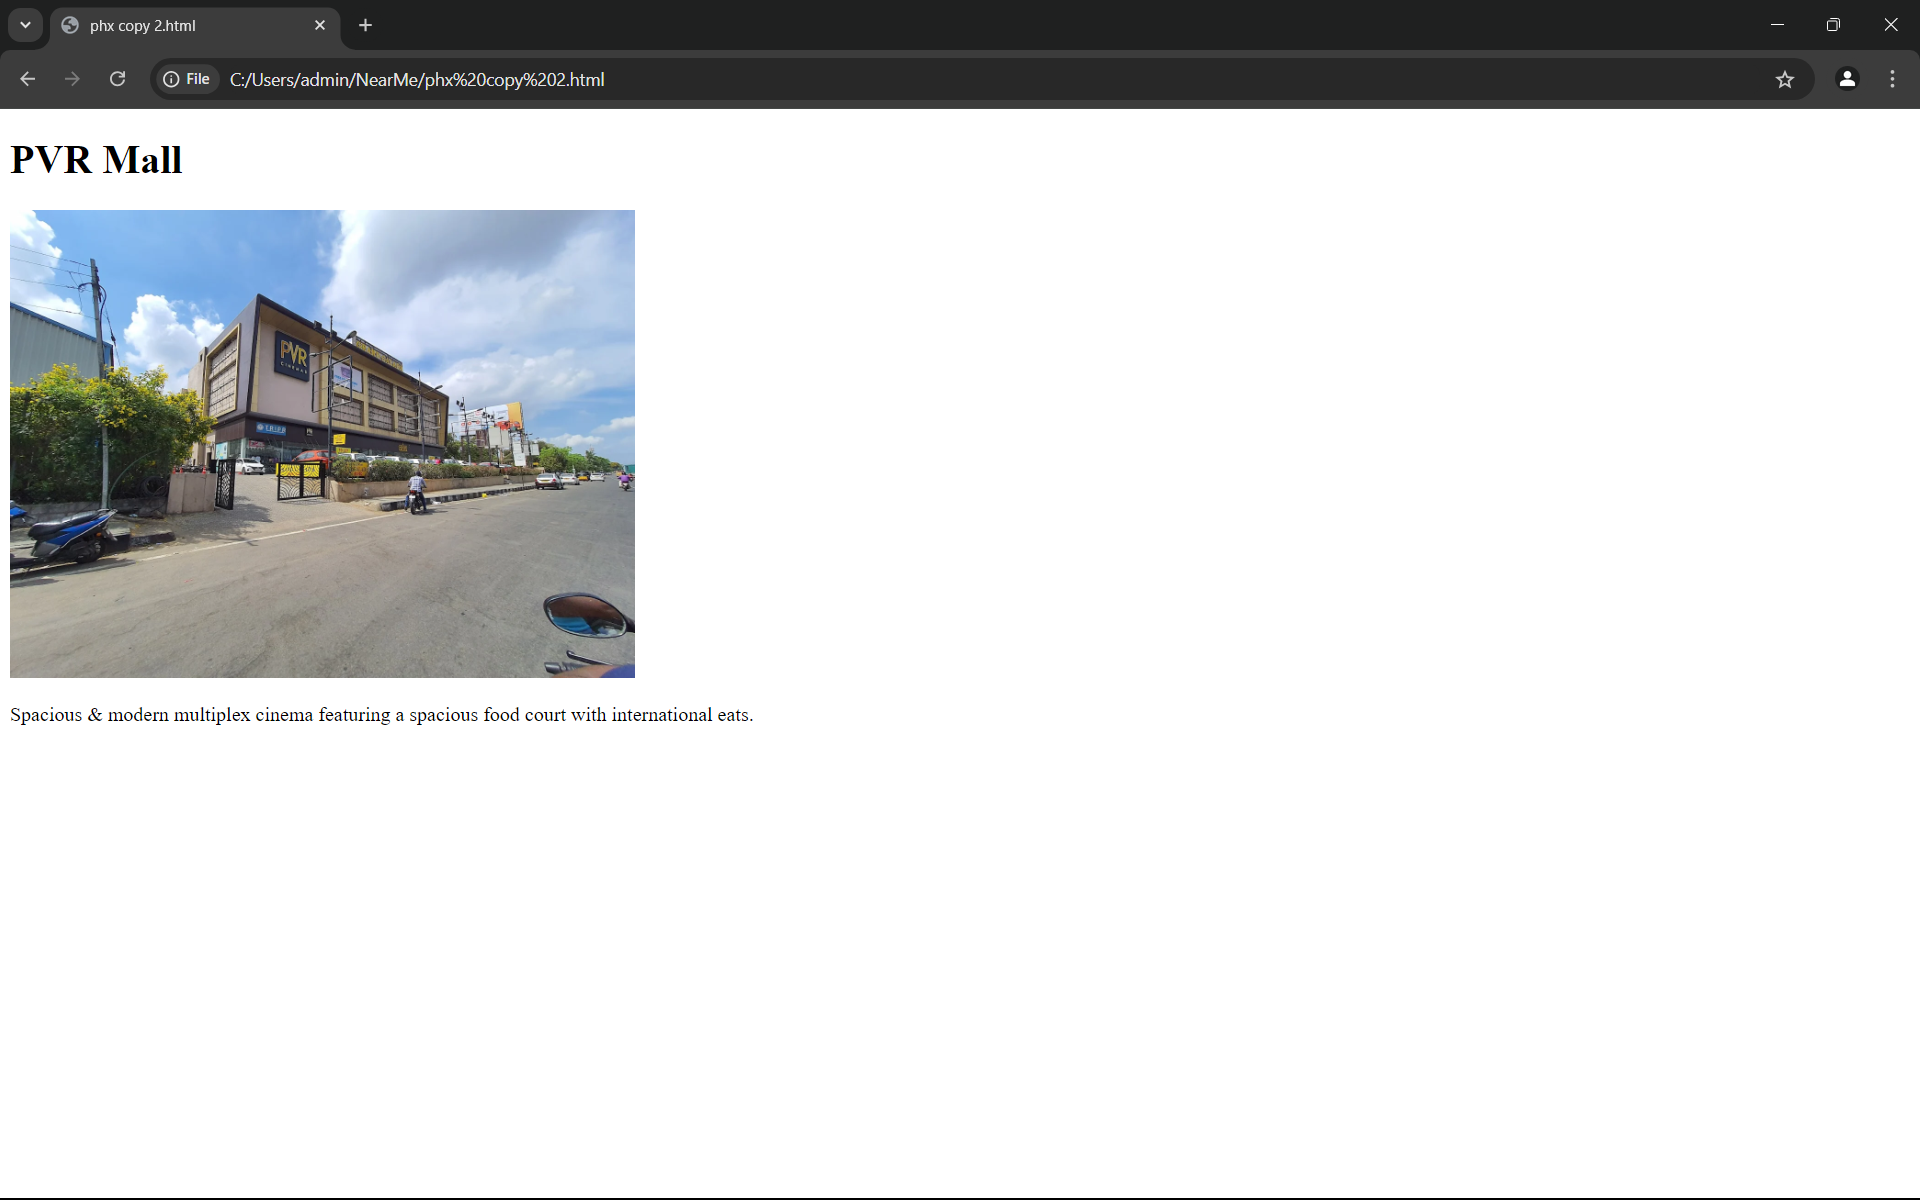 phx copy 2.html
File
C:/Users/admin/NearMe/phx%20copy%202.html
PVR Mall
PVR
CINEMAS
Spacious & modern multiplex cinema featuring a spacious food court with international eats.